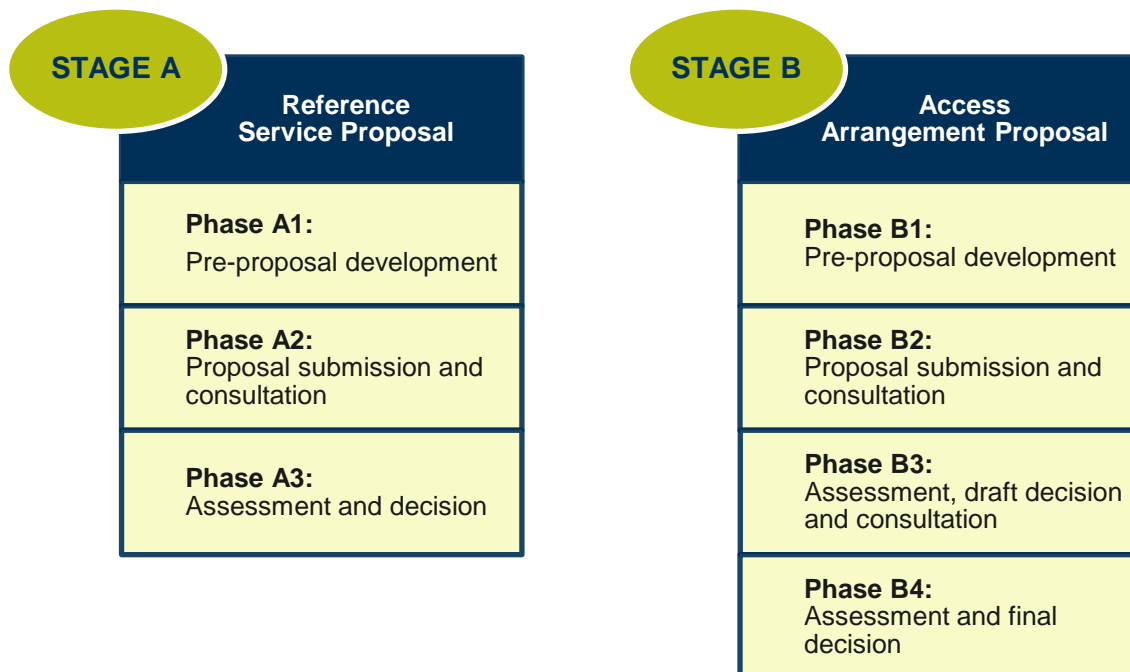 STAGE A
Reference
Service Proposal
Phase A1:
Pre-proposal development
Phase A2:
Proposal submission and
consultation
Phase A3:
Assessment and decision
STAGE B
Access
Arrangement Proposal
Phase B1:
Pre-proposal development
Phase B2:
Proposal submission and
consultation
Phase B3:
Assessment, draft decision
and consultation
Phase B4:
Assessment and final
decision